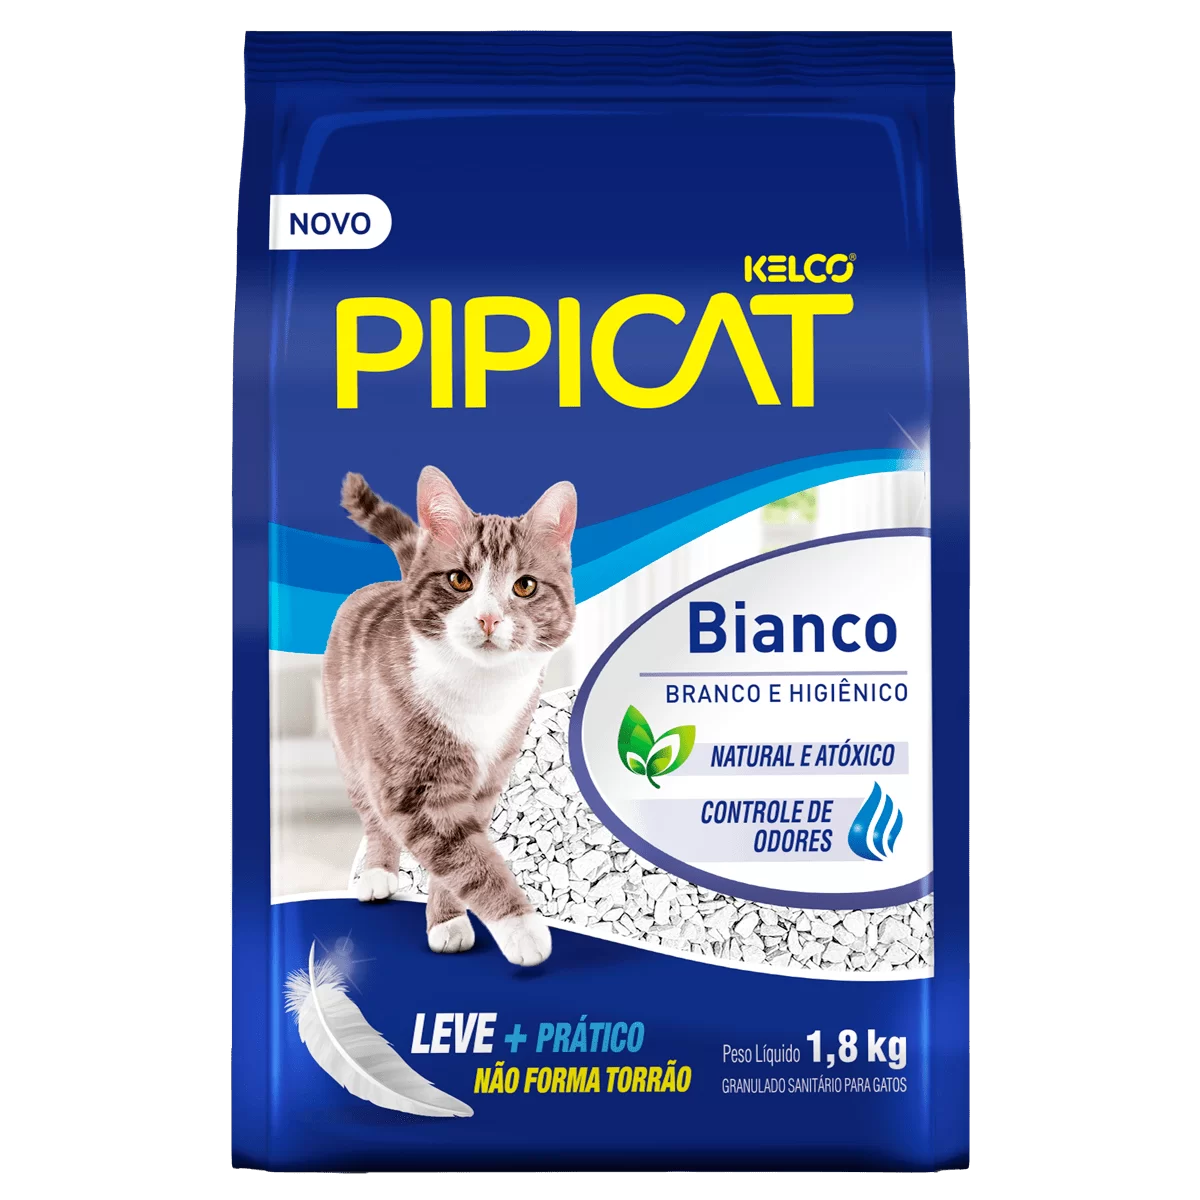 NOVO
KELCO®
PIPICAT
Bianco
BRANCO E HIGIÊNICO
NATURAL E ATÓXICO
CONTROLE DE
ODORES
LEVE + PRÁTICO
NÃO FORMA TORRÃO
Peso Líquido 1,8 kg
GRANULADO SANITÁRIO PARA GATOS